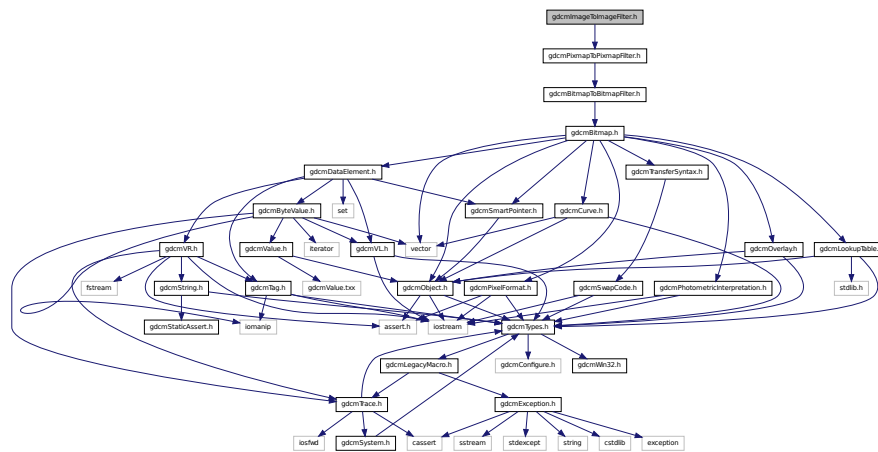 gdcmImageToImageFilter.h
gdcmPixmapToPixmapFilter.h
gdcmBitmapToBitmapFilter.h
gdcmBitmap.h
gdcmDataElement.h
gdcmTransferSyntax.h
gdcmByteValue.h
set
gdcmSmartPointer.h
gdcmCurve.h
gdcmVR.h
gdcmValue.h
iterator
gdcmVL.h
vector
gdcmOverlay.h
gdcmLookupTable.
fstream
gdcmString.h
gdcmTag.h
gdcmValue.txx
gdcmObject.h
gdcmPixelFormat.h
gdcmSwapCode.h
gdcmPhotometricInterpretation.h
stdlib.h
gdcmStaticAssert.h
iomanip
assert.h
iostream
gdcmTypes.h
gdcmLegacyMacro.h
gdcmConfigure.h
gdcmWin32.h
gdcmTrace.h
gdcmException.h
iosfwd
gdcmSystem.h
cassert
sstream
stdexcept
string
cstdlib
exception